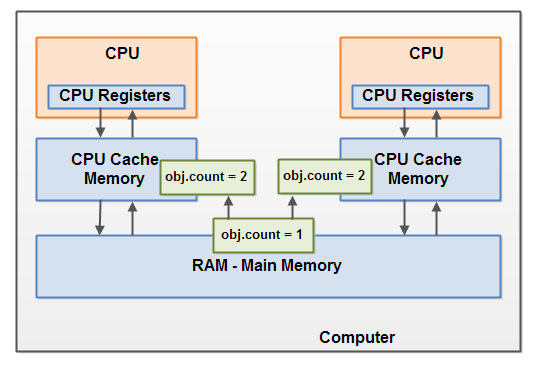 CPU
CPU
CPU Registers
CPU Registers
CPU Cache
Memory
CPU Cache
Memory
obj.count = 2
obj.count = 2
obj.count = 1
RAM - Main Memory
Computer